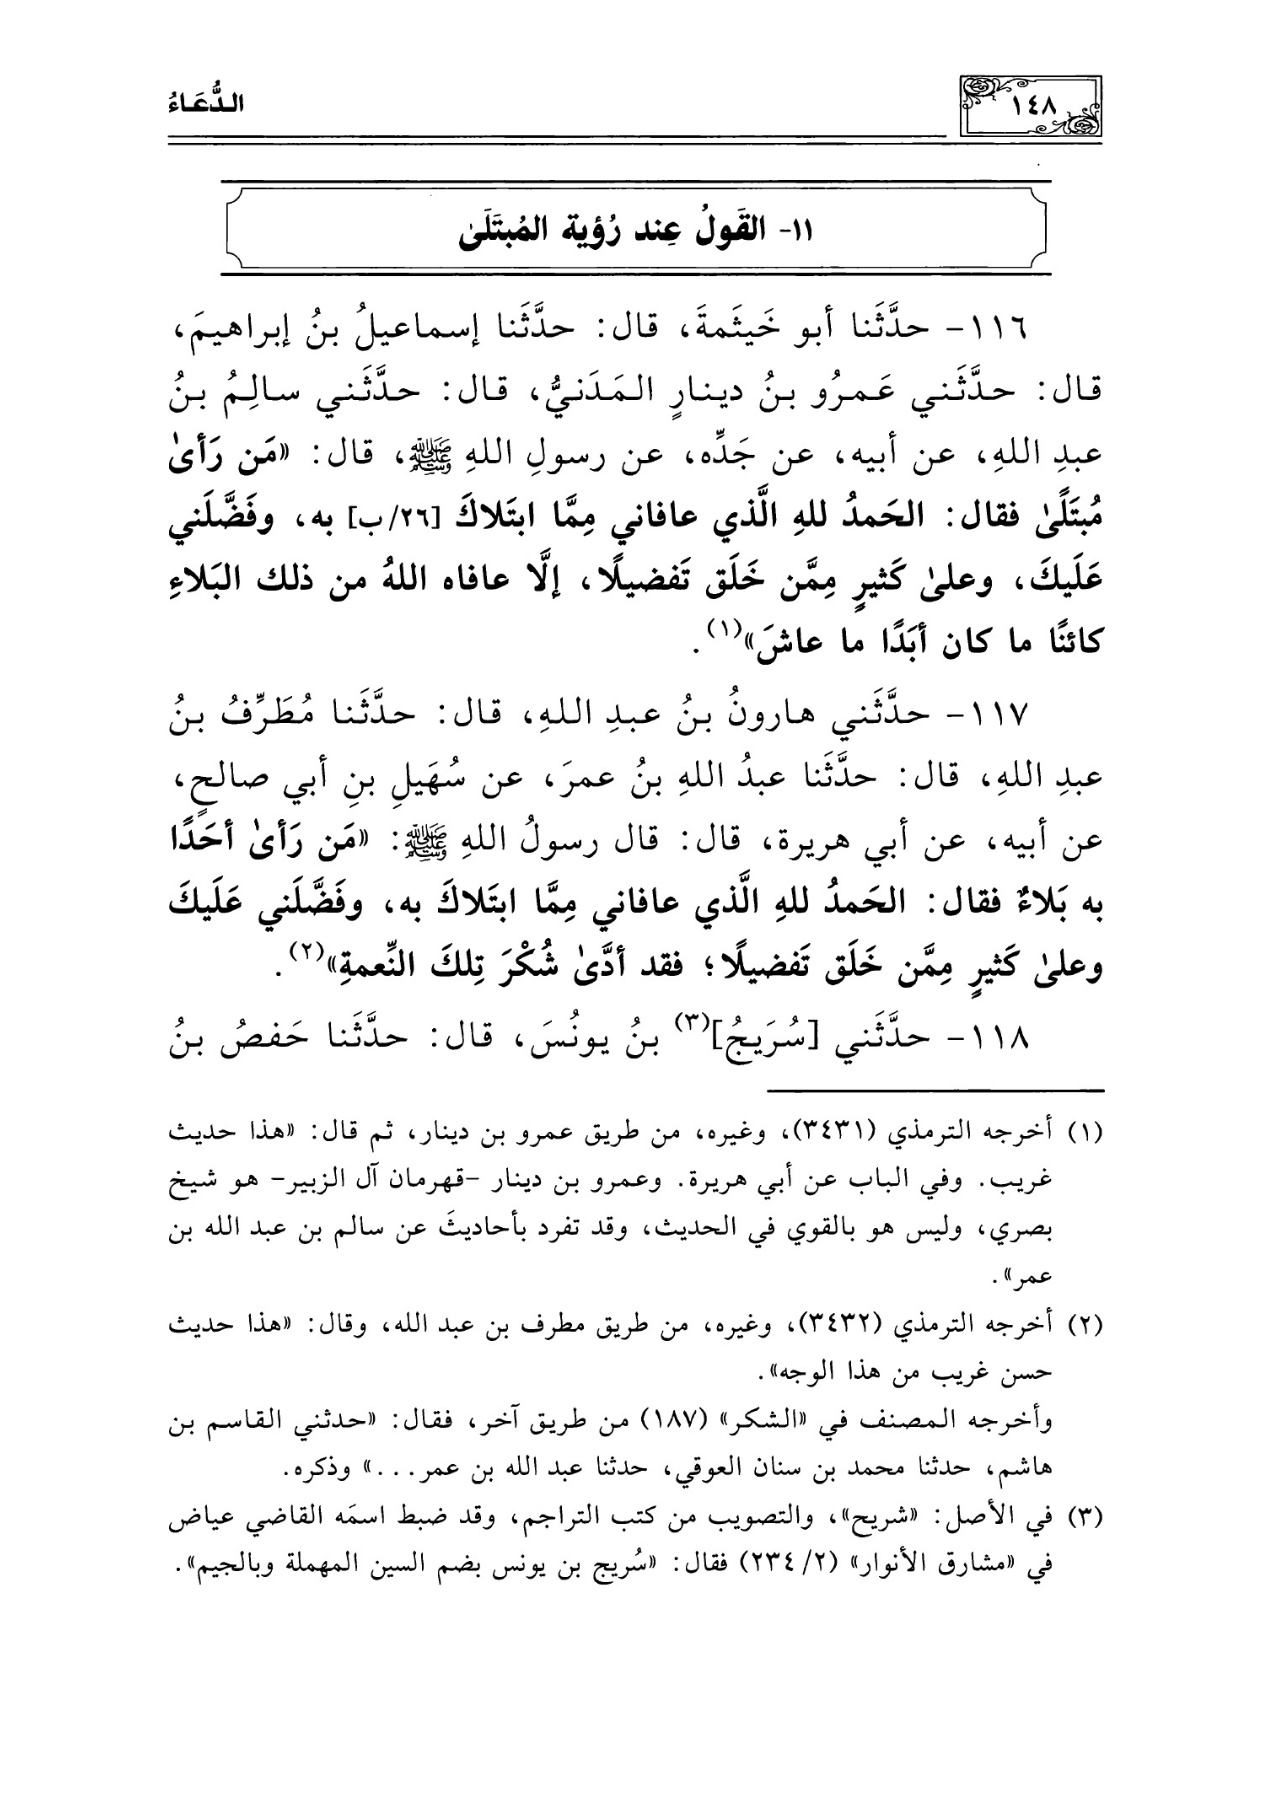 ١٤٨
الدُّعَاءُ
١١- القَولُ عِند رُؤية المُبتَلَىٰ
١١٦- حدَّثَنا أبو خَيثَمةَ، قال: حدَّثَنا إسماعيلُ بنُ إبراهيمَ،
قال: حدَّثَني عَمرُو بنُ دينارٍ المَدَنيُّ، قال: حدَّثَني سالِمُ بنُ
عبدِ اللهِ، عن أبيه، عن جَدِّه، عن رسولِ اللهِ ﷺ، قال: «مَن رَأىٰ
مُبتَلًىٰ فقال: الحَمدُ للهِ الَّذي عافاني مِمَّا ابتَلاكَ [٢٦/ب] به، وفَضَّلَني
عَلَيكَ، وعلىٰ كَثيرٍ مِمَّن خَلَق تَفضيلًا، إلَّا عافاه اللهُ من ذلك البَلاءِ
كائنًا ما كان أبَدًا ما عاشَ»(١).
١١٧- حدَّثَني هارونُ بنُ عبدِ اللهِ، قال: حدَّثَنا مُطَرِّفُ بنُ
عبدِ اللهِ، قال: حدَّثَنا عبدُ اللهِ بنُ عمرَ، عن سُهَيلِ بنِ أبي صالحٍ،
عن أبيه، عن أبي هريرة، قال: قال رسولُ اللهِ ﷺ: «مَن رَأىٰ أحَدًا
به بَلاءٌ فقال: الحَمدُ للهِ الَّذي عافاني مِمَّا ابتَلاكَ به، وفَضَّلَني عَلَيكَ
وعلىٰ كَثيرٍ مِمَّن خَلَق تَفضيلًا؛ فقد أدَّىٰ شُكْرَ تِلكَ النِّعمةِ»(٢).
١١٨- حدَّثَني [سُرَيجُ](٣) بنُ يونُسَ، قال: حدَّثَنا حَفصُ بنُ
(١) أخرجه الترمذي (٣٤٣١)، وغيره، من طريق عمرو بن دينار، ثم قال: «هذا حديث
غريب. وفي الباب عن أبي هريرة. وعمرو بن دينار -قهرمان آل الزبير- هو شيخ
بصري، وليس هو بالقوي في الحديث، وقد تفرد بأحاديثَ عن سالم بن عبد الله بن
عمر».
(٢) أخرجه الترمذي (٣٤٣٢)، وغيره، من طريق مطرف بن عبد الله، وقال: «هذا حديث
حسن غريب من هذا الوجه».
وأخرجه المصنف في «الشكر» (١٨٧) من طريق آخر، فقال: «حدثني القاسم بن
هاشم، حدثنا محمد بن سنان العوقي، حدثنا عبد الله بن عمر...» وذكره.
(٣) في الأصل: «شريح»، والتصويب من كتب التراجم، وقد ضبط اسمَه القاضي عياض
في «مشارق الأنوار» (٢/ ٢٣٤) فقال: «سُريج بن يونس بضم السين المهملة وبالجيم».